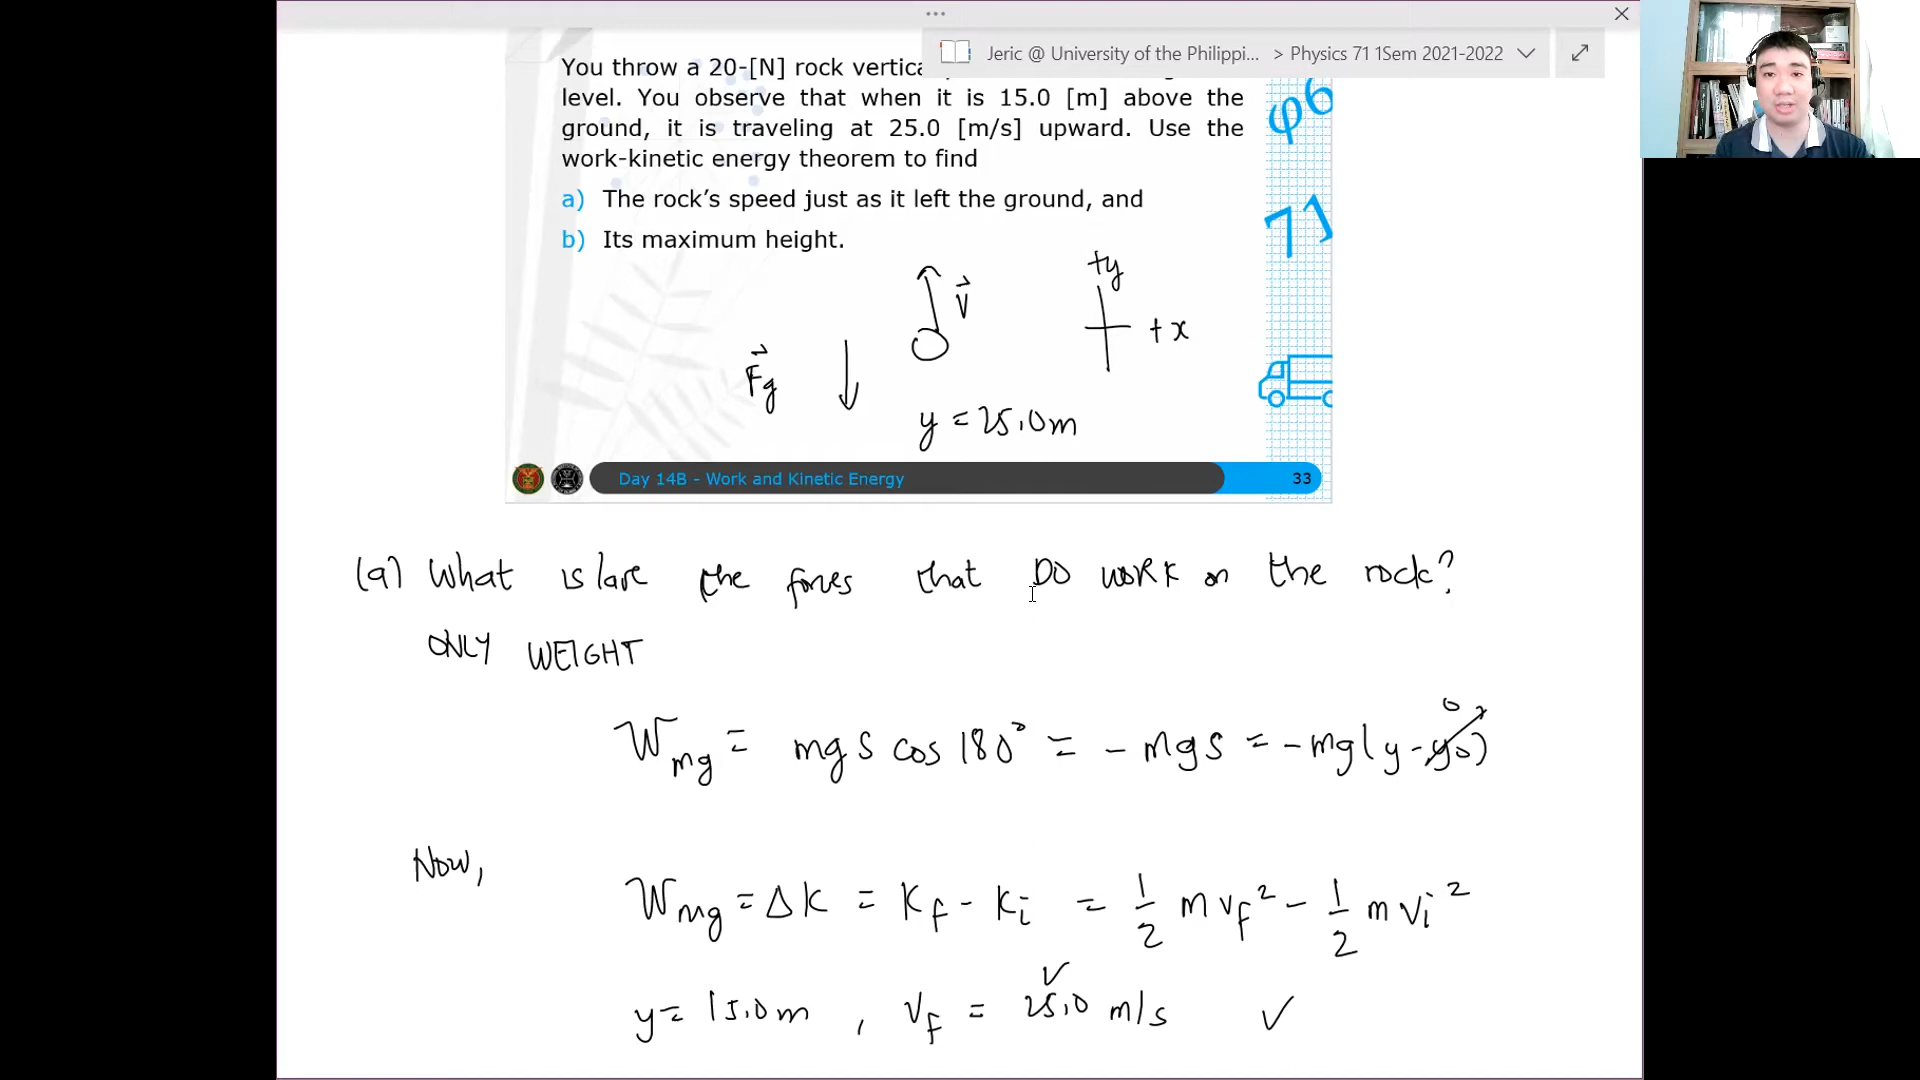 ...
Jeric @ University of the Philippi... > Physics 71 1Sem 2021-2022
You throw a 20-[N] rock vertica
level. You observe that when it is 15.0 [m] above the
ground, it is traveling at 25.0 [m/s] upward. Use the
work-kinetic energy theorem to find
a) The rock's speed just as it left the ground, and
b) Its maximum height.
φ6
71
+y
v⃗
+x
F⃗g
y = 25.0m
Day 14B - Work and Kinetic Energy 33
(a) What is/are the forces that DO WORK on the rock?
ONLY WEIGHT
Wmg = mgs cos 180° = -mgs = -mg(y - y0) 0
Now,
Wmg = ΔK = Kf - Ki = 1/2 mvf² - 1/2 mvi²
y = 15.0m , vf = 25.0 m/s